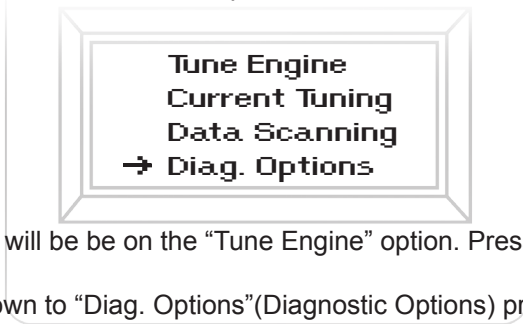 Tune Engine
Current Tuning
Data Scanning
→ Diag. Options
will be be on the “Tune Engine” option. Pres
own to “Diag. Options”(Diagnostic Options) pr